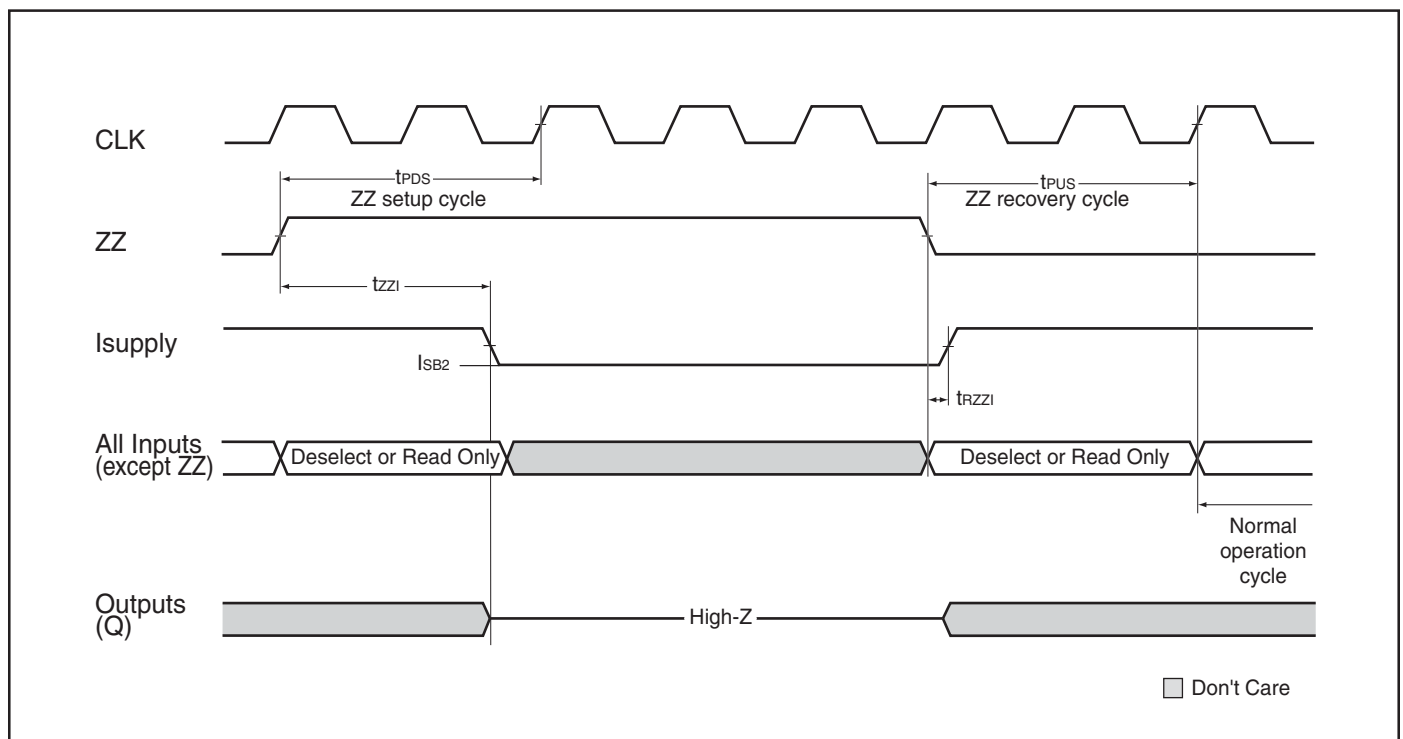 CLK
tPDS
ZZ setup cycle
tPUS
ZZ recovery cycle
ZZ
tZZI
Isupply
ISB2
tRZZI
All Inputs
(except ZZ)
Deselect or Read Only
Deselect or Read Only
Normal
operation
cycle
Outputs
(Q)
High-Z
Don't Care